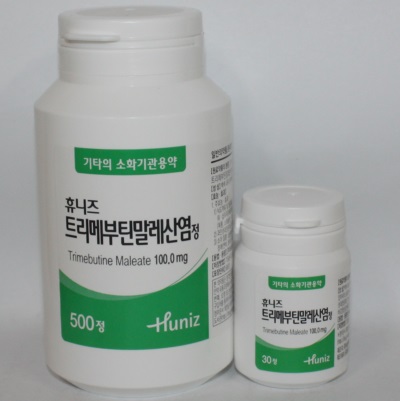 기타의 소화기관용약
휴니즈
트리메부틴말레산염정
Trimebutine Maleate 100.0 mg
500정
Huniz
기타의 소화기관용약
휴니즈
트리메부틴말레산염정
Trimebutine Maleate 100.0 mg
30정
Huniz